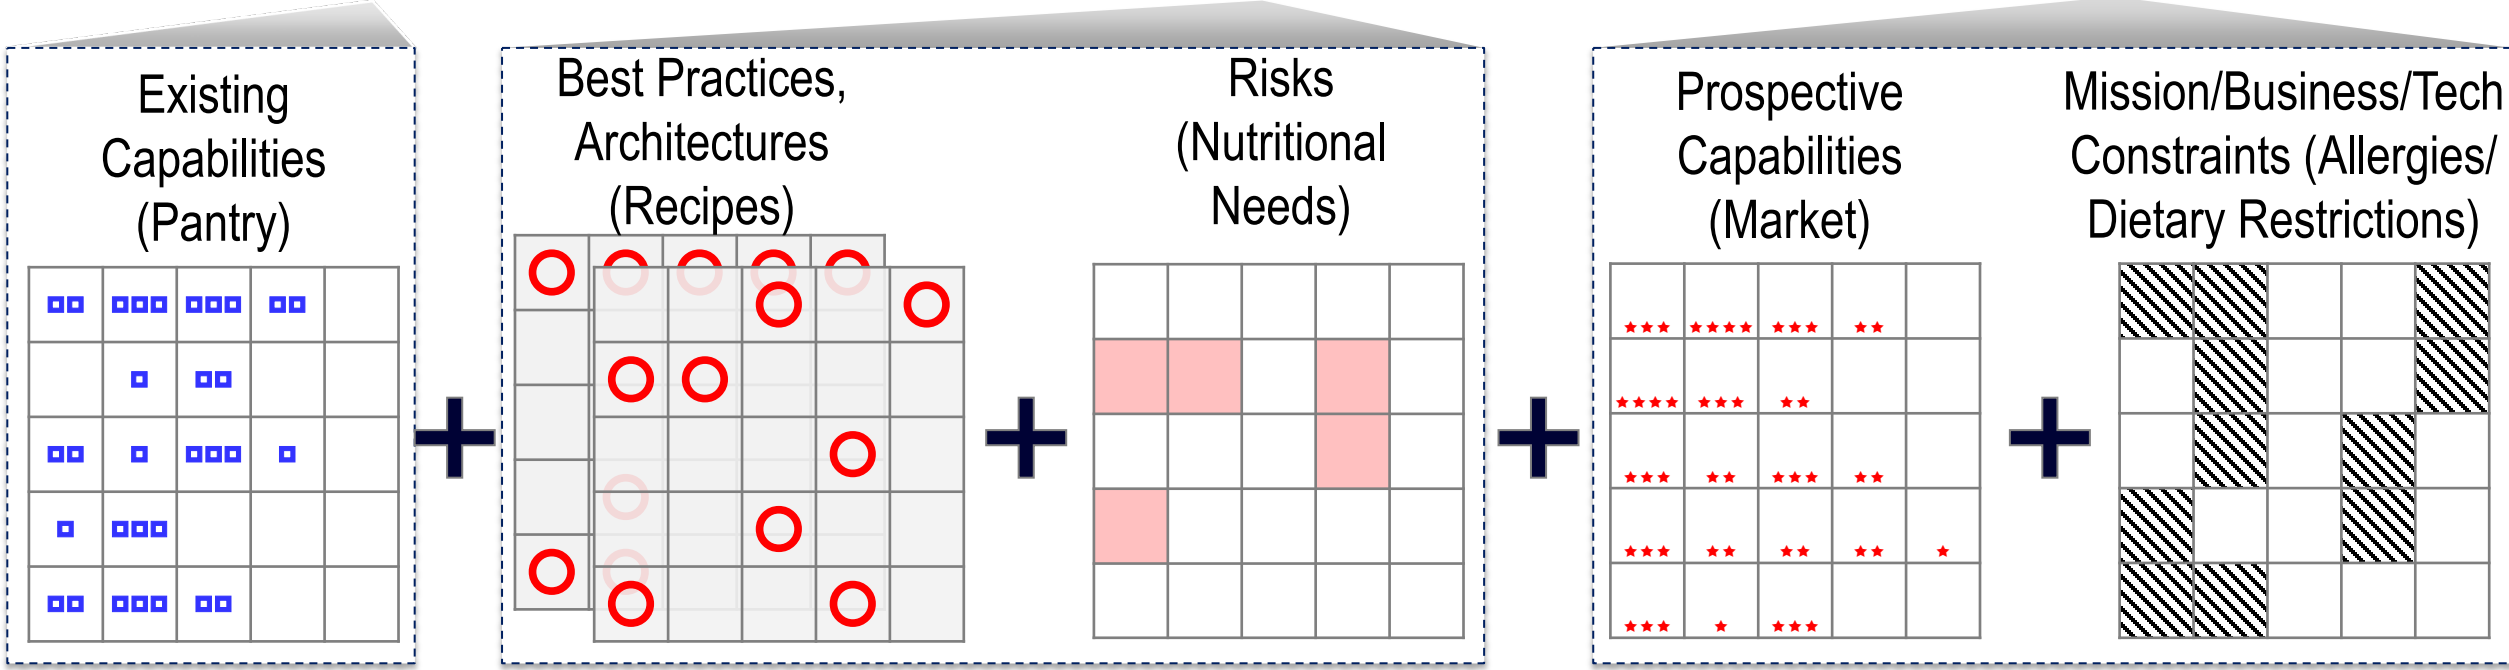 Existing
Capabilities
(Pantry)
Best Practices,
Architectures
(Recipes)
Risks
(Nutritional
Needs)
Prospective
Capabilities
(Market)
Mission/Business/Tech
Constraints (Allergies/
Dietary Restrictions)